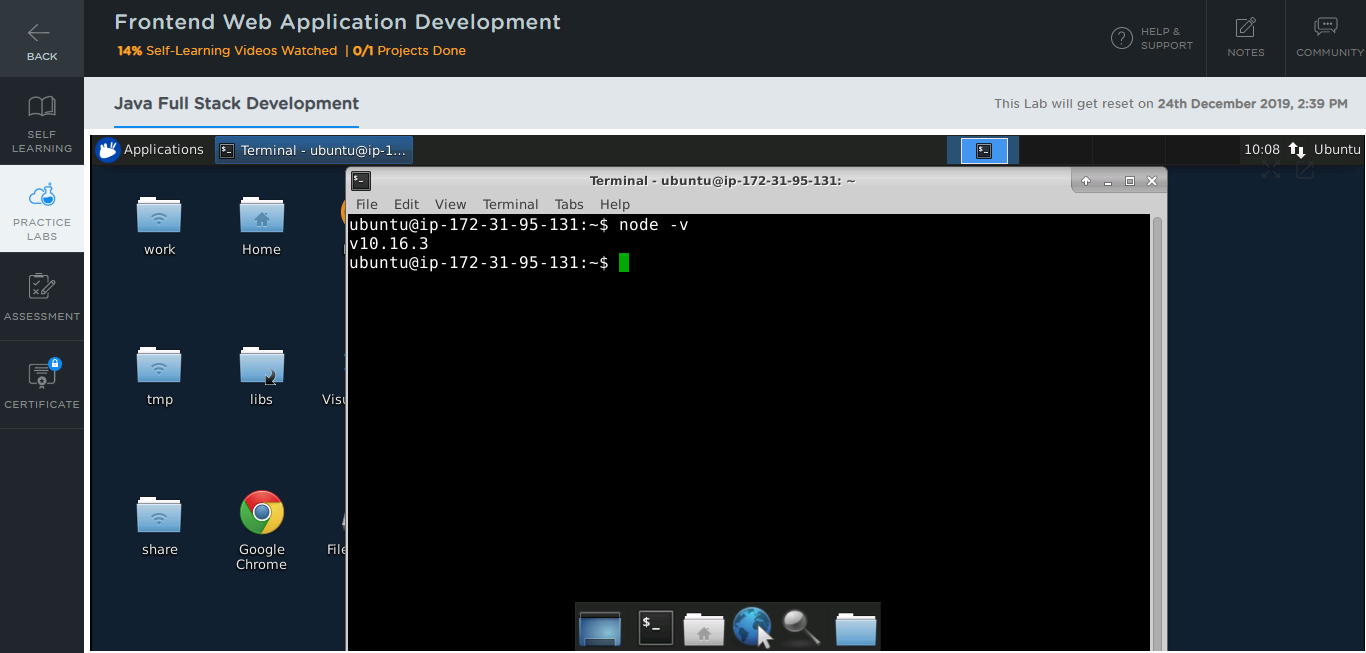 Frontend Web Application Development
14% Self-Learning Videos Watched | 0/1 Projects Done
BACK
HELP &
SUPPORT
NOTES
COMMUNITY
SELF
LEARNING
PRACTICE
LABS
ASSESSMENT
CERTIFICATE
Java Full Stack Development
This Lab will get reset on 24th December 2019, 2:39 PM
Applications
Terminal - ubuntu@ip-1...
10:08
Ubuntu
Terminal - ubuntu@ip-172-31-95-131: ~
File Edit View Terminal Tabs Help
ubuntu@ip-172-31-95-131:~$ node -v
v10.16.3
ubuntu@ip-172-31-95-131:~$
work
Home
tmp
libs
Visu
share
Google
Chrome
File
$_